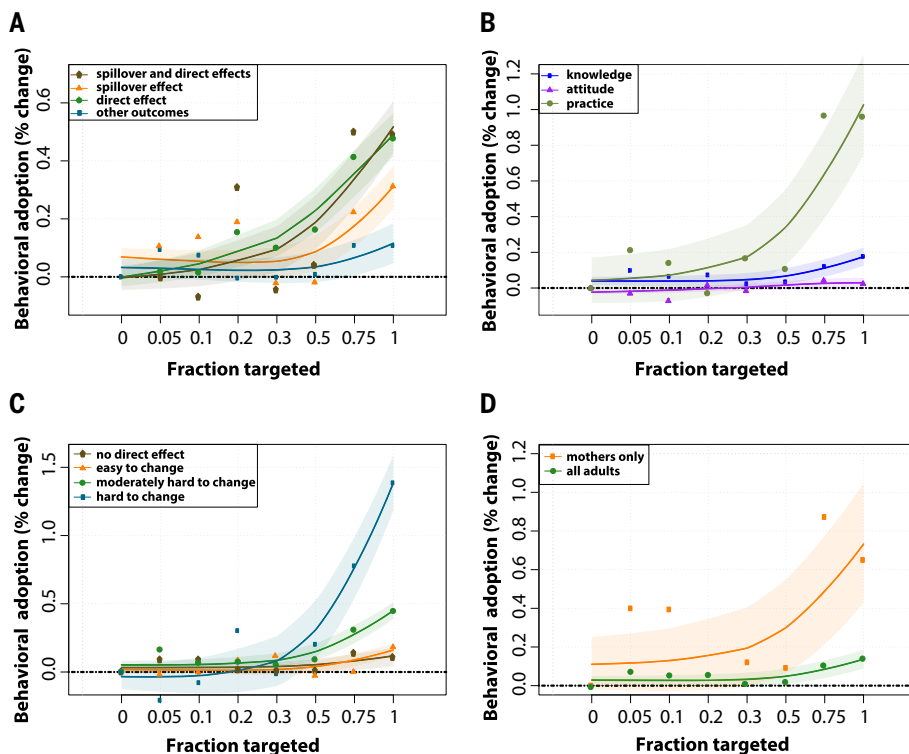 A
Behavioral adoption (% change)
0.6
0.4
0.2
0.0
spillover and direct effects
spillover effect
direct effect
other outcomes
0 0.05 0.1 0.2 0.3 0.5 0.75 1
Fraction targeted
B
Behavioral adoption (% change)
1.2
1.0
0.8
0.6
0.4
0.2
0.0
knowledge
attitude
practice
0 0.05 0.1 0.2 0.3 0.5 0.75 1
Fraction targeted
C
Behavioral adoption (% change)
1.5
1.0
0.5
0.0
no direct effect
easy to change
moderately hard to change
hard to change
0 0.05 0.1 0.2 0.3 0.5 0.75 1
Fraction targeted
D
Behavioral adoption (% change)
1.2
1.0
0.8
0.6
0.4
0.2
0.0
mothers only
all adults
0 0.05 0.1 0.2 0.3 0.5 0.75 1
Fraction targeted